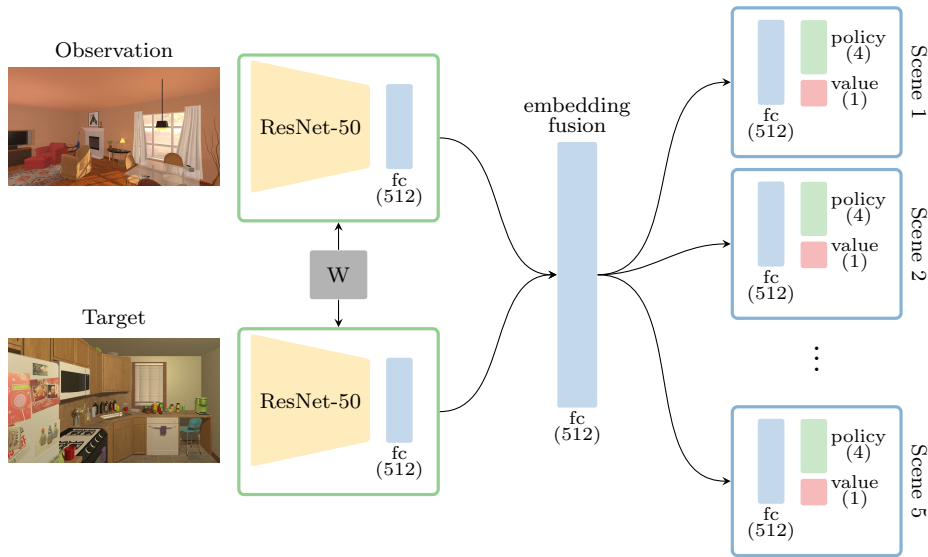 Observation
ResNet-50
fc
(512)
W
Target
ResNet-50
fc
(512)
embedding
fusion
fc
(512)
fc
(512)
policy
(4)
value
(1)
Scene 1
fc
(512)
policy
(4)
value
(1)
Scene 2
⋮
fc
(512)
policy
(4)
value
(1)
Scene 5